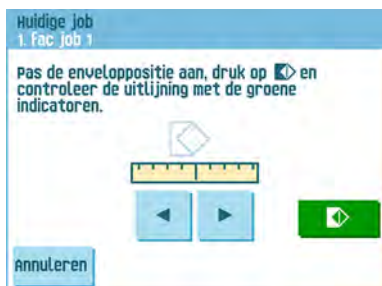 Huidige job
1. Fac job 1
Pas de enveloppositie aan, druk op en
controleer de uitlijning met de groene
indicatoren.
Annuleren